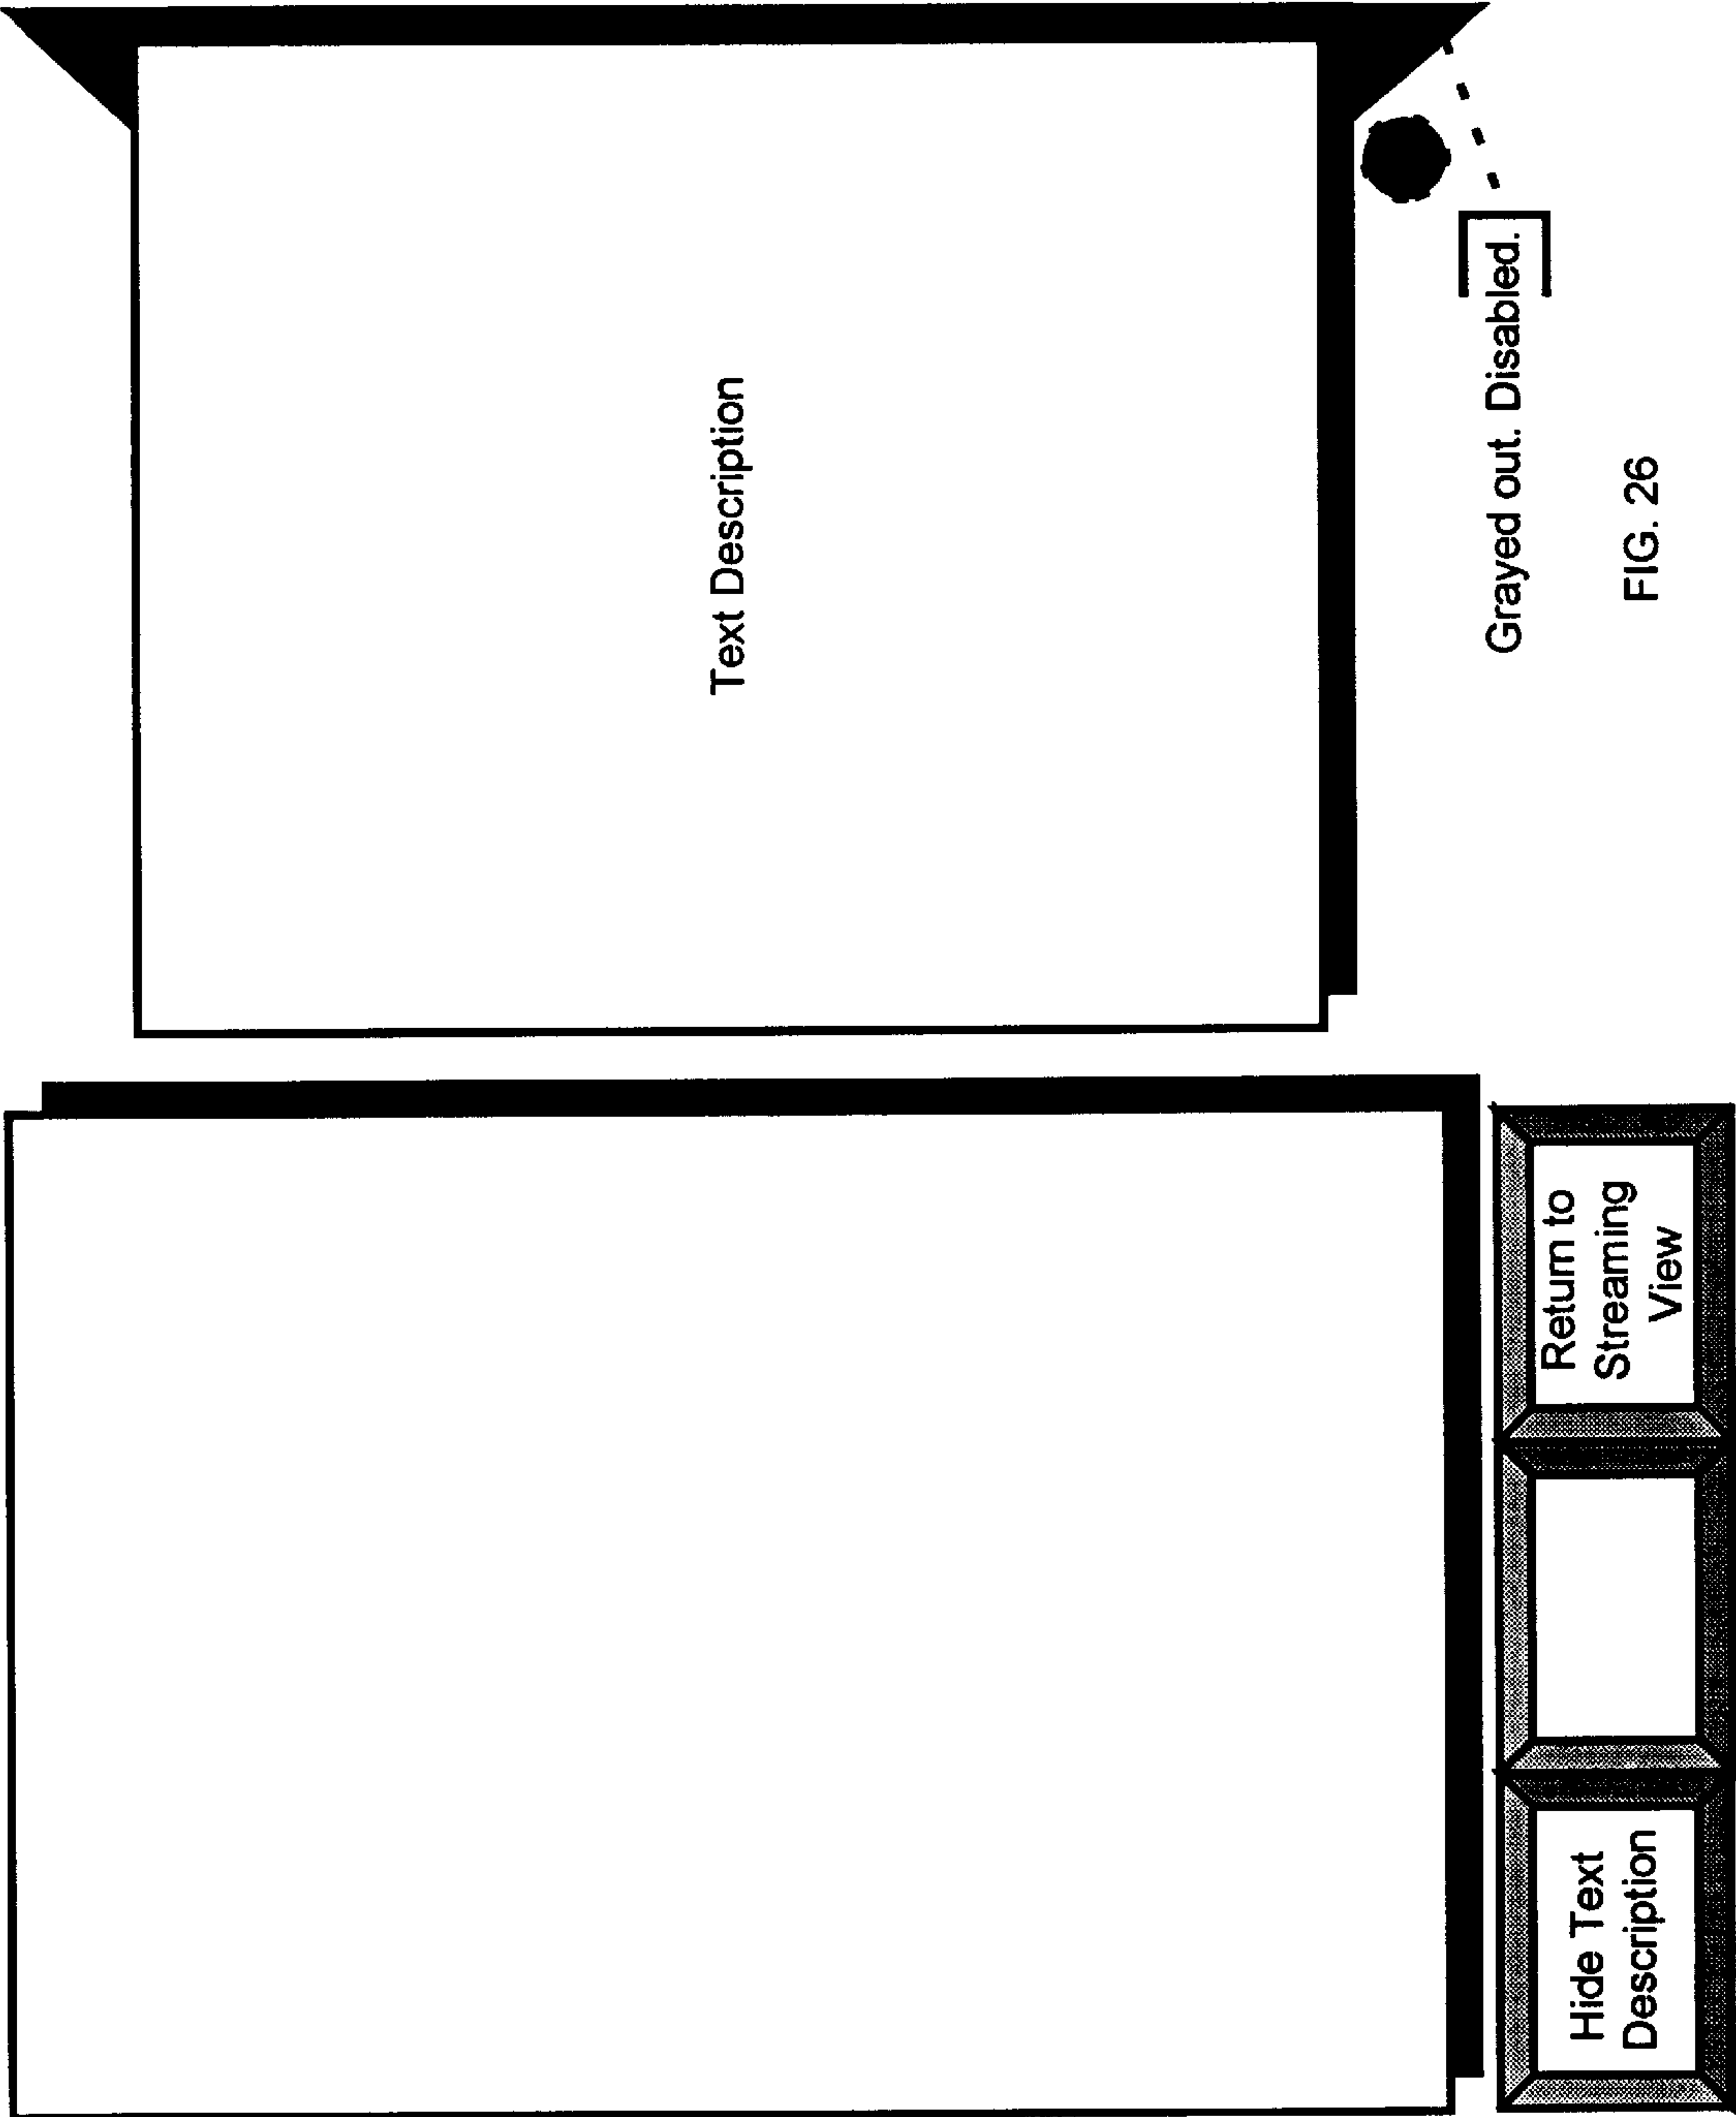 Text Description
Hide Text
Description
Return to
Streaming
View
Grayed out. Disabled.
FIG. 26